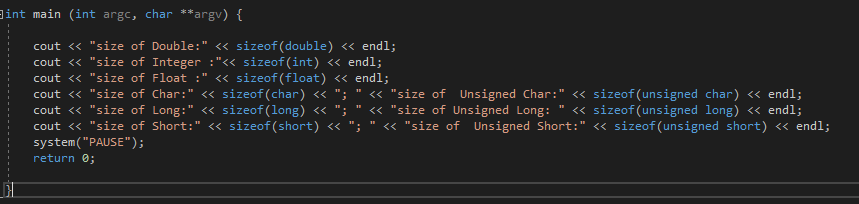 int main (int argc, char **argv) {
cout << "size of Double:" << sizeof(double) << endl;
cout << "size of Integer :"<< sizeof(int) << endl;
cout << "size of Float :" << sizeof(float) << endl;
cout << "size of Char:" << sizeof(char) << "; " << "size of  Unsigned Char:" << sizeof(unsigned char) << endl;
cout << "size of Long:" << sizeof(long) << "; " << "size of Unsigned Long: " << sizeof(unsigned long) << endl;
cout << "size of Short:" << sizeof(short) << "; " << "size of  Unsigned Short:" << sizeof(unsigned short) << endl;
system("PAUSE");
return 0;
}